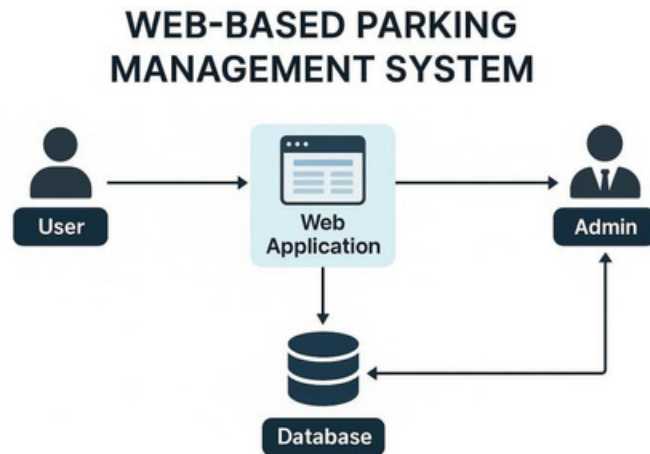 WEB-BASED PARKING
MANAGEMENT SYSTEM
User
Web
Application
Admin
Database